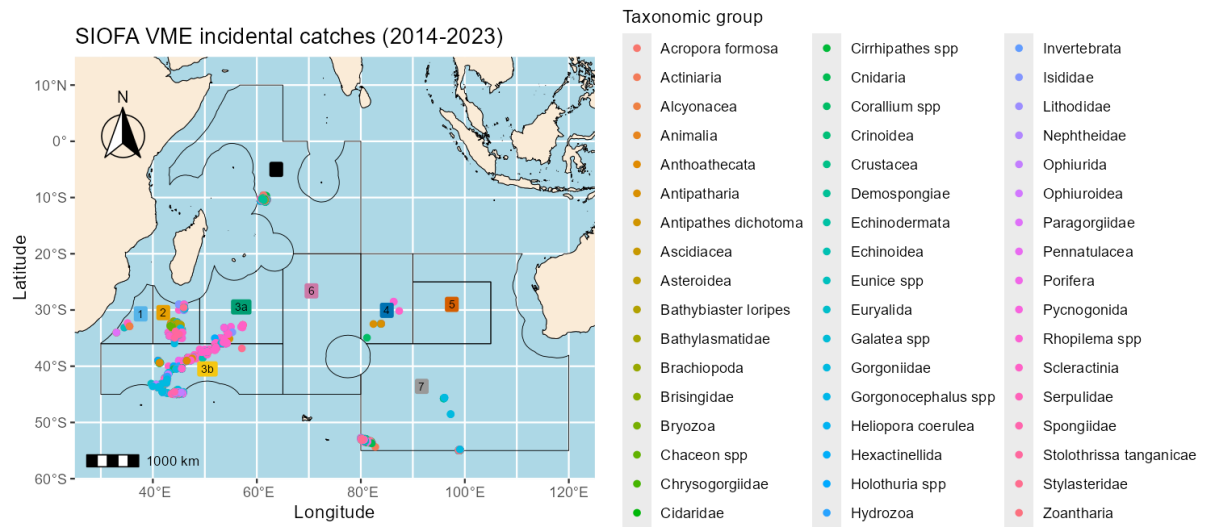 SIOFA VME incidental catches (2014-2023)
10°N
0°
10°S
20°S
30°S
40°S
50°S
60°S
Latitude
N
6
3a
1
2
4
5
3b
7
1000 km
40°E
60°E
80°E
100°E
120°E
Longitude
Taxonomic group
Acropora formosa
Actiniaria
Alcyonacea
Animalia
Anthoathecata
Antipatharia
Antipathes dichotoma
Ascidiacea
Asteroidea
Bathybiaster loripes
Bathylasmatidae
Brachiopoda
Brisingidae
Bryozoa
Chaceon spp
Chrysogorgiidae
Cidaridae
Cirrhipathes spp
Cnidaria
Corallium spp
Crinoidea
Crustacea
Demospongiae
Echinodermata
Echinoidea
Eunice spp
Euryalida
Galatea spp
Gorgoniidae
Gorgonocephalus spp
Heliopora coerulea
Hexactinellida
Holothuria spp
Hydrozoa
Invertebrata
Isididae
Lithodidae
Nephtheidae
Ophiurida
Ophiuroidea
Paragorgiidae
Pennatulacea
Porifera
Pycnogonida
Rhopilema spp
Scleractinia
Serpulidae
Spongiidae
Stolothrissa tanganicae
Stylasteridae
Zoantharia